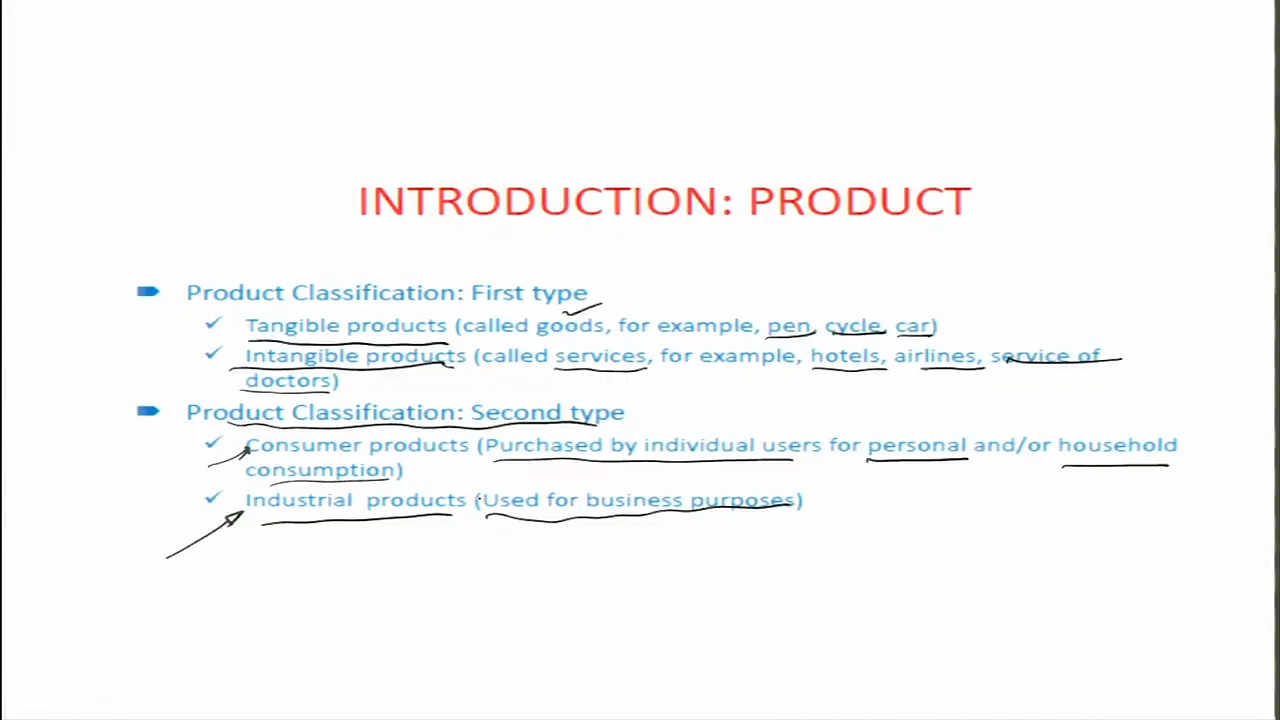 INTRODUCTION: PRODUCT
Product Classification: First type
Tangible products (called goods, for example, pen, cycle, car)
Intangible products (called services, for example, hotels, airlines, service of
doctors)
Product Classification: Second type
Consumer products (Purchased by individual users for personal and/or household
consumption)
Industrial products (Used for business purposes)